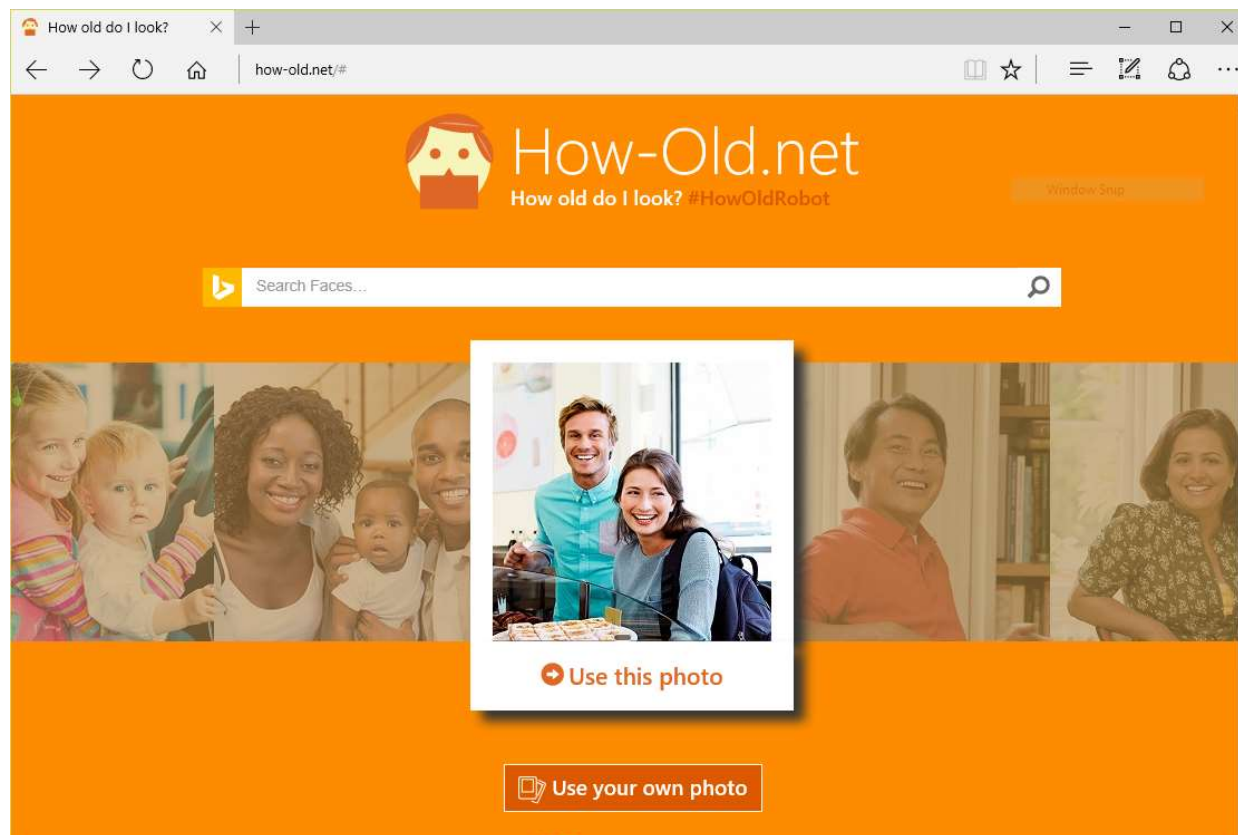 How old do I look?
how-old.net/#
How-Old.net
How old do I look? #HowOldRobot
Window Snip
Search Faces...
Use this photo
Use your own photo